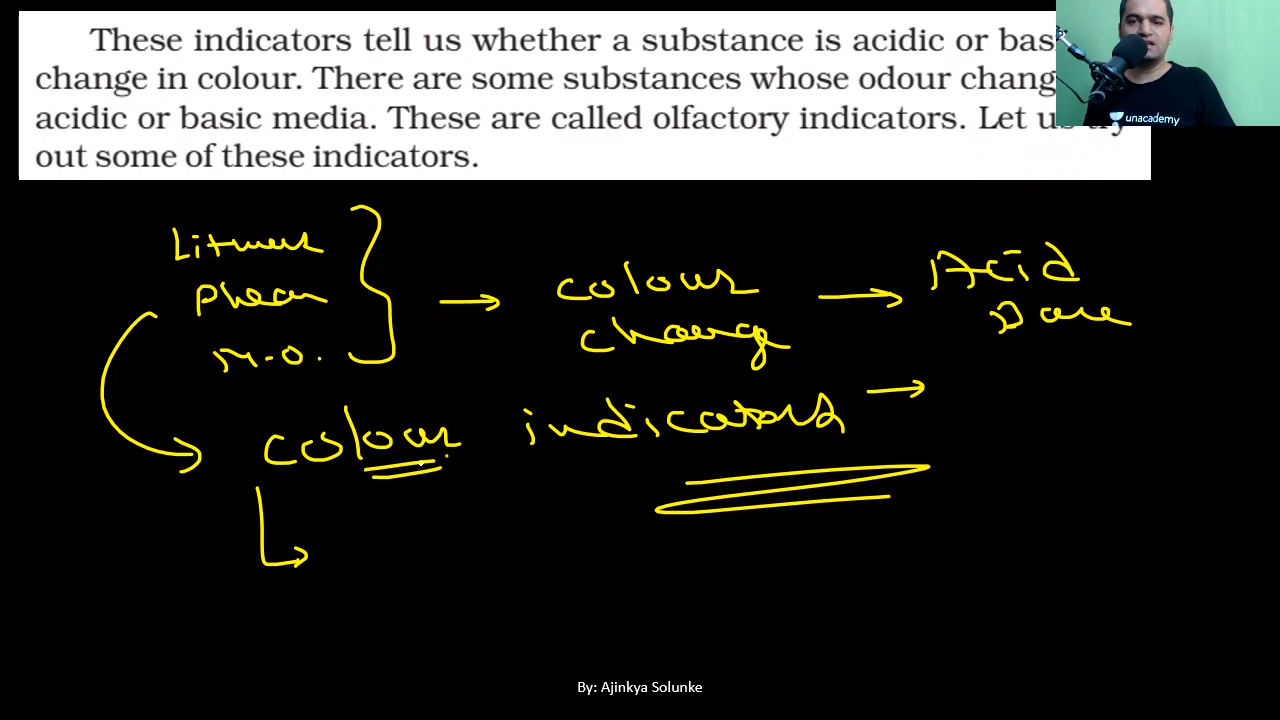 These indicators tell us whether a substance is acidic or bas
change in colour. There are some substances whose odour chang
acidic or basic media. These are called olfactory indicators. Let us try
out some of these indicators.
unacademy
Litmus
M.O.
colour
change
Acid
Base
colour indicators
By: Ajinkya Solunke